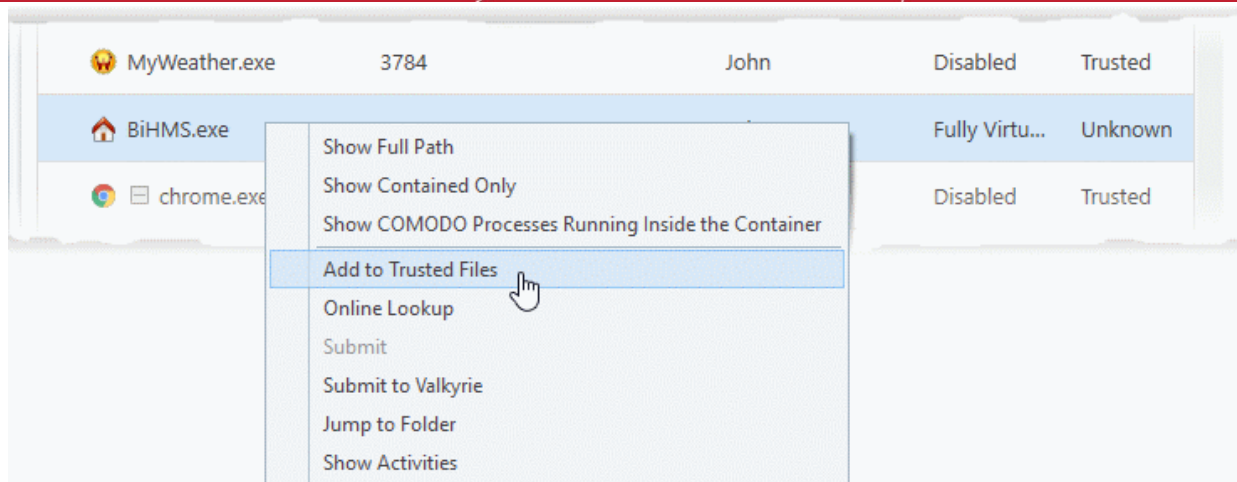 MyWeather.exe 3784 John Disabled Trusted
BiHMS.exe Fully Virtu... Unknown
Show Full Path
Show Contained Only
chrome.exe Disabled Trusted
Show COMODO Processes Running Inside the Container
Add to Trusted Files
Online Lookup
Submit
Submit to Valkyrie
Jump to Folder
Show Activities